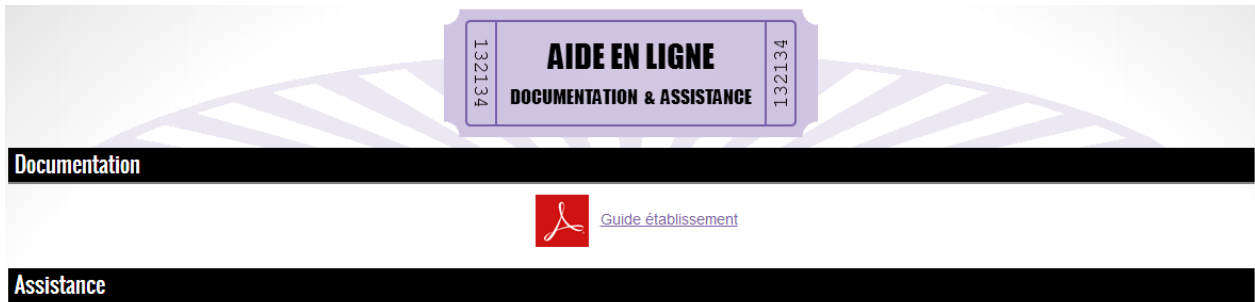 132134
AIDE EN LIGNE
DOCUMENTATION & ASSISTANCE
132134
Documentation
Guide établissement
Assistance